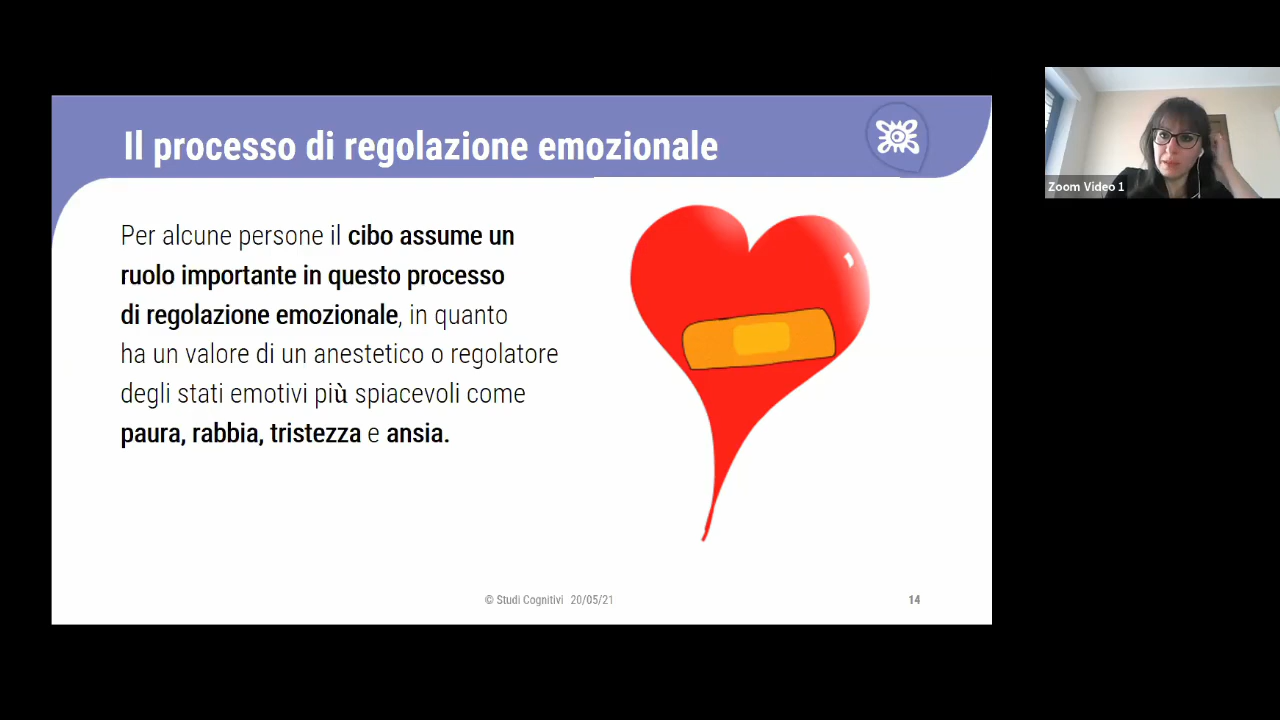 Il processo di regolazione emozionale
Per alcune persone il cibo assume un
ruolo importante in questo processo
di regolazione emozionale, in quanto
ha un valore di un anestetico o regolatore
degli stati emotivi più spiacevoli come
paura, rabbia, tristezza e ansia.
© Studi Cognitivi 20/05/21
14
Zoom Video 1